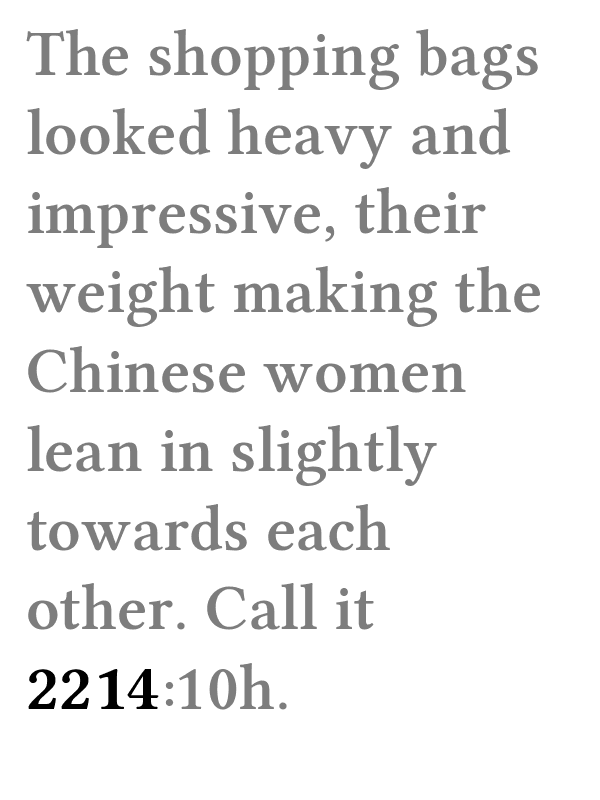 The shopping bags
looked heavy and
impressive, their
weight making the
Chinese women
lean in slightly
towards each
other. Call it
2214:10h.